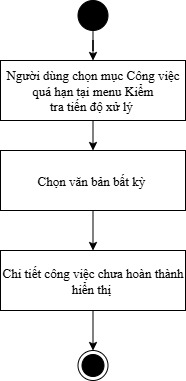 Người dùng chọn mục Công việc
quá hạn tại menu Kiểm
tra tiến độ xử lý
Chọn văn bản bất kỳ
Chi tiết công việc chưa hoàn thành
hiển thị